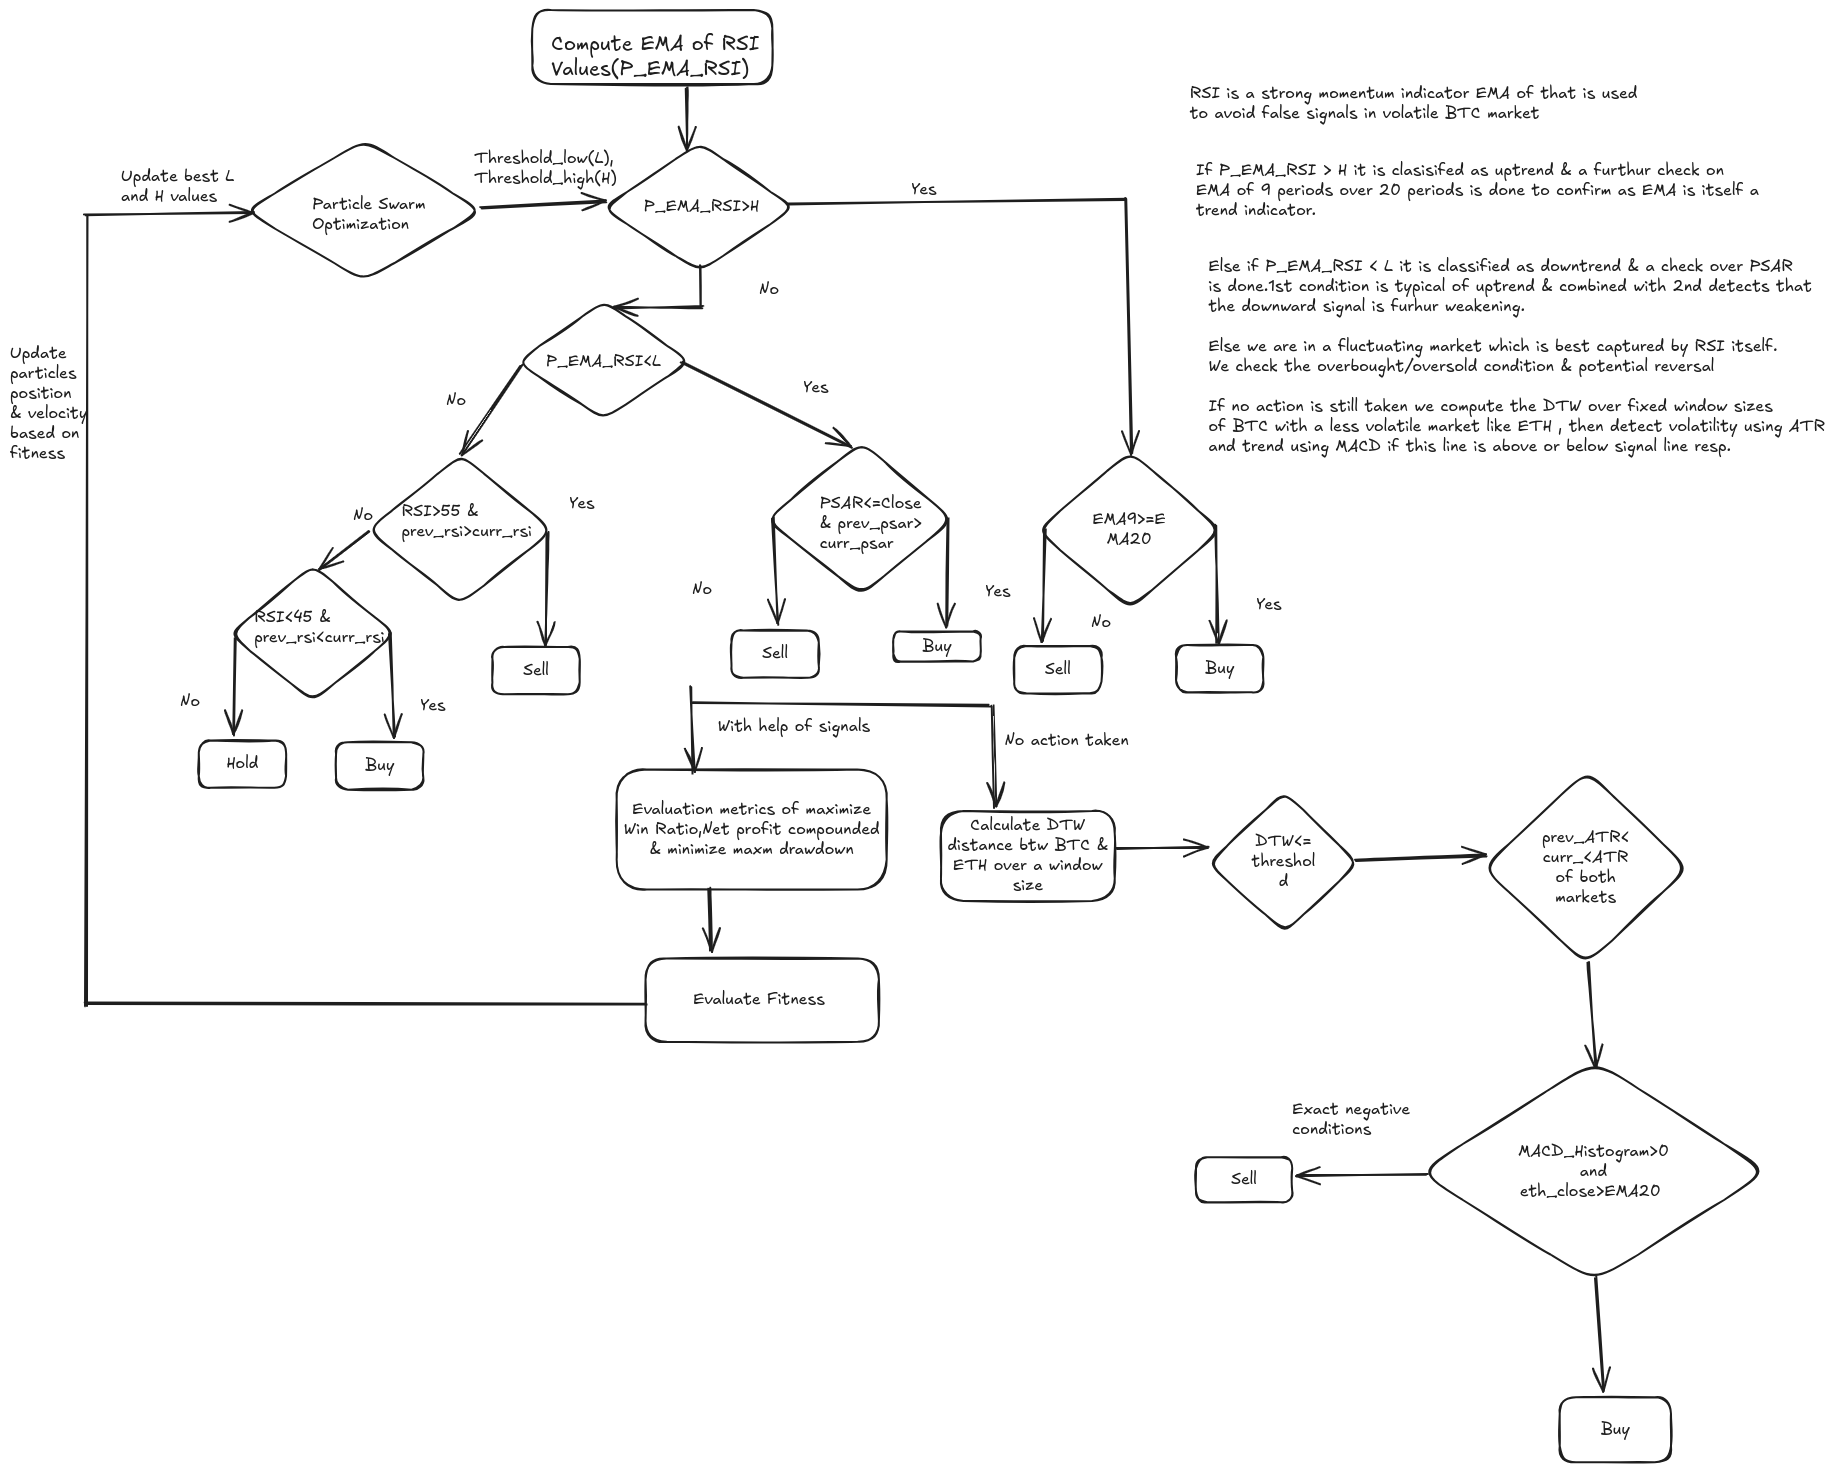 Compute EMA of RSI
Values(P_EMA_RSI)
RSI is a strong momentum indicator EMA of that is used
to avoid false signals in volatile BTC market
If P_EMA_RSI > H it is clasisifed as uptrend & a furthur check on
EMA of 9 periods over 20 periods is done to confirm as EMA is itself a
trend indicator.
Else if P_EMA_RSI < L it is classified as downtrend & a check over PSAR
is done.1st condition is typical of uptrend & combined with 2nd detects that
the downward signal is furhur weakening.
Else we are in a fluctuating market which is best captured by RSI itself.
We check the overbought/oversold condition & potential reversal
If no action is still taken we compute the DTW over fixed window sizes
of BTC with a less volatile market like ETH , then detect volatility using ATR
and trend using MACD if this line is above or below signal line resp.
Update best L
and H values
Particle Swarm
Optimization
Threshold_low(L),
Threshold_high(H)
P_EMA_RSI>H
Yes
No
Update
particles
position
& velocity
based on
fitness
P_EMA_RSI<L
No
Yes
RSI>55 &
prev_rsi>curr_rsi
No
Yes
PSAR<=Close
& prev_psar>
curr_psar
No
Yes
EMA9>=E
MA20
No
Yes
RSI<45 &
prev_rsi<curr_rsi
No
Yes
Sell
Sell
Buy
Sell
Buy
Hold
Buy
With help of signals
No action taken
Evaluation metrics of maximize
Win Ratio,Net profit compounded
& minimize maxm drawdown
Calculate DTW
distance btw BTC &
ETH over a window
size
DTW<=
threshol
d
prev_ATR<
curr_<ATR
of both
markets
Evaluate Fitness
Exact negative
conditions
Sell
MACD_Histogram>0
and
eth_close>EMA20
Buy